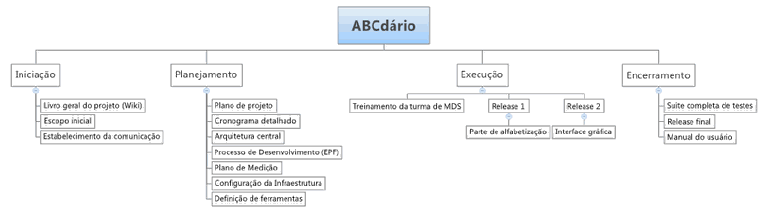 ABCdário
Iniciação
Planejamento
Execução
Encerramento
Livro geral do projeto (Wiki)
Escopo inicial
Estabelecimento da comunicação
Plano de projeto
Cronograma detalhado
Arquitetura central
Processo de Desenvolvimento (EPF)
Plano de Medição
Configuração da Infraestrutura
Definição de ferramentas
Treinamento da turma de MDS
Release 1
Release 2
Parte de alfabetização
Interface gráfica
Suite completa de testes
Release final
Manual do usuário